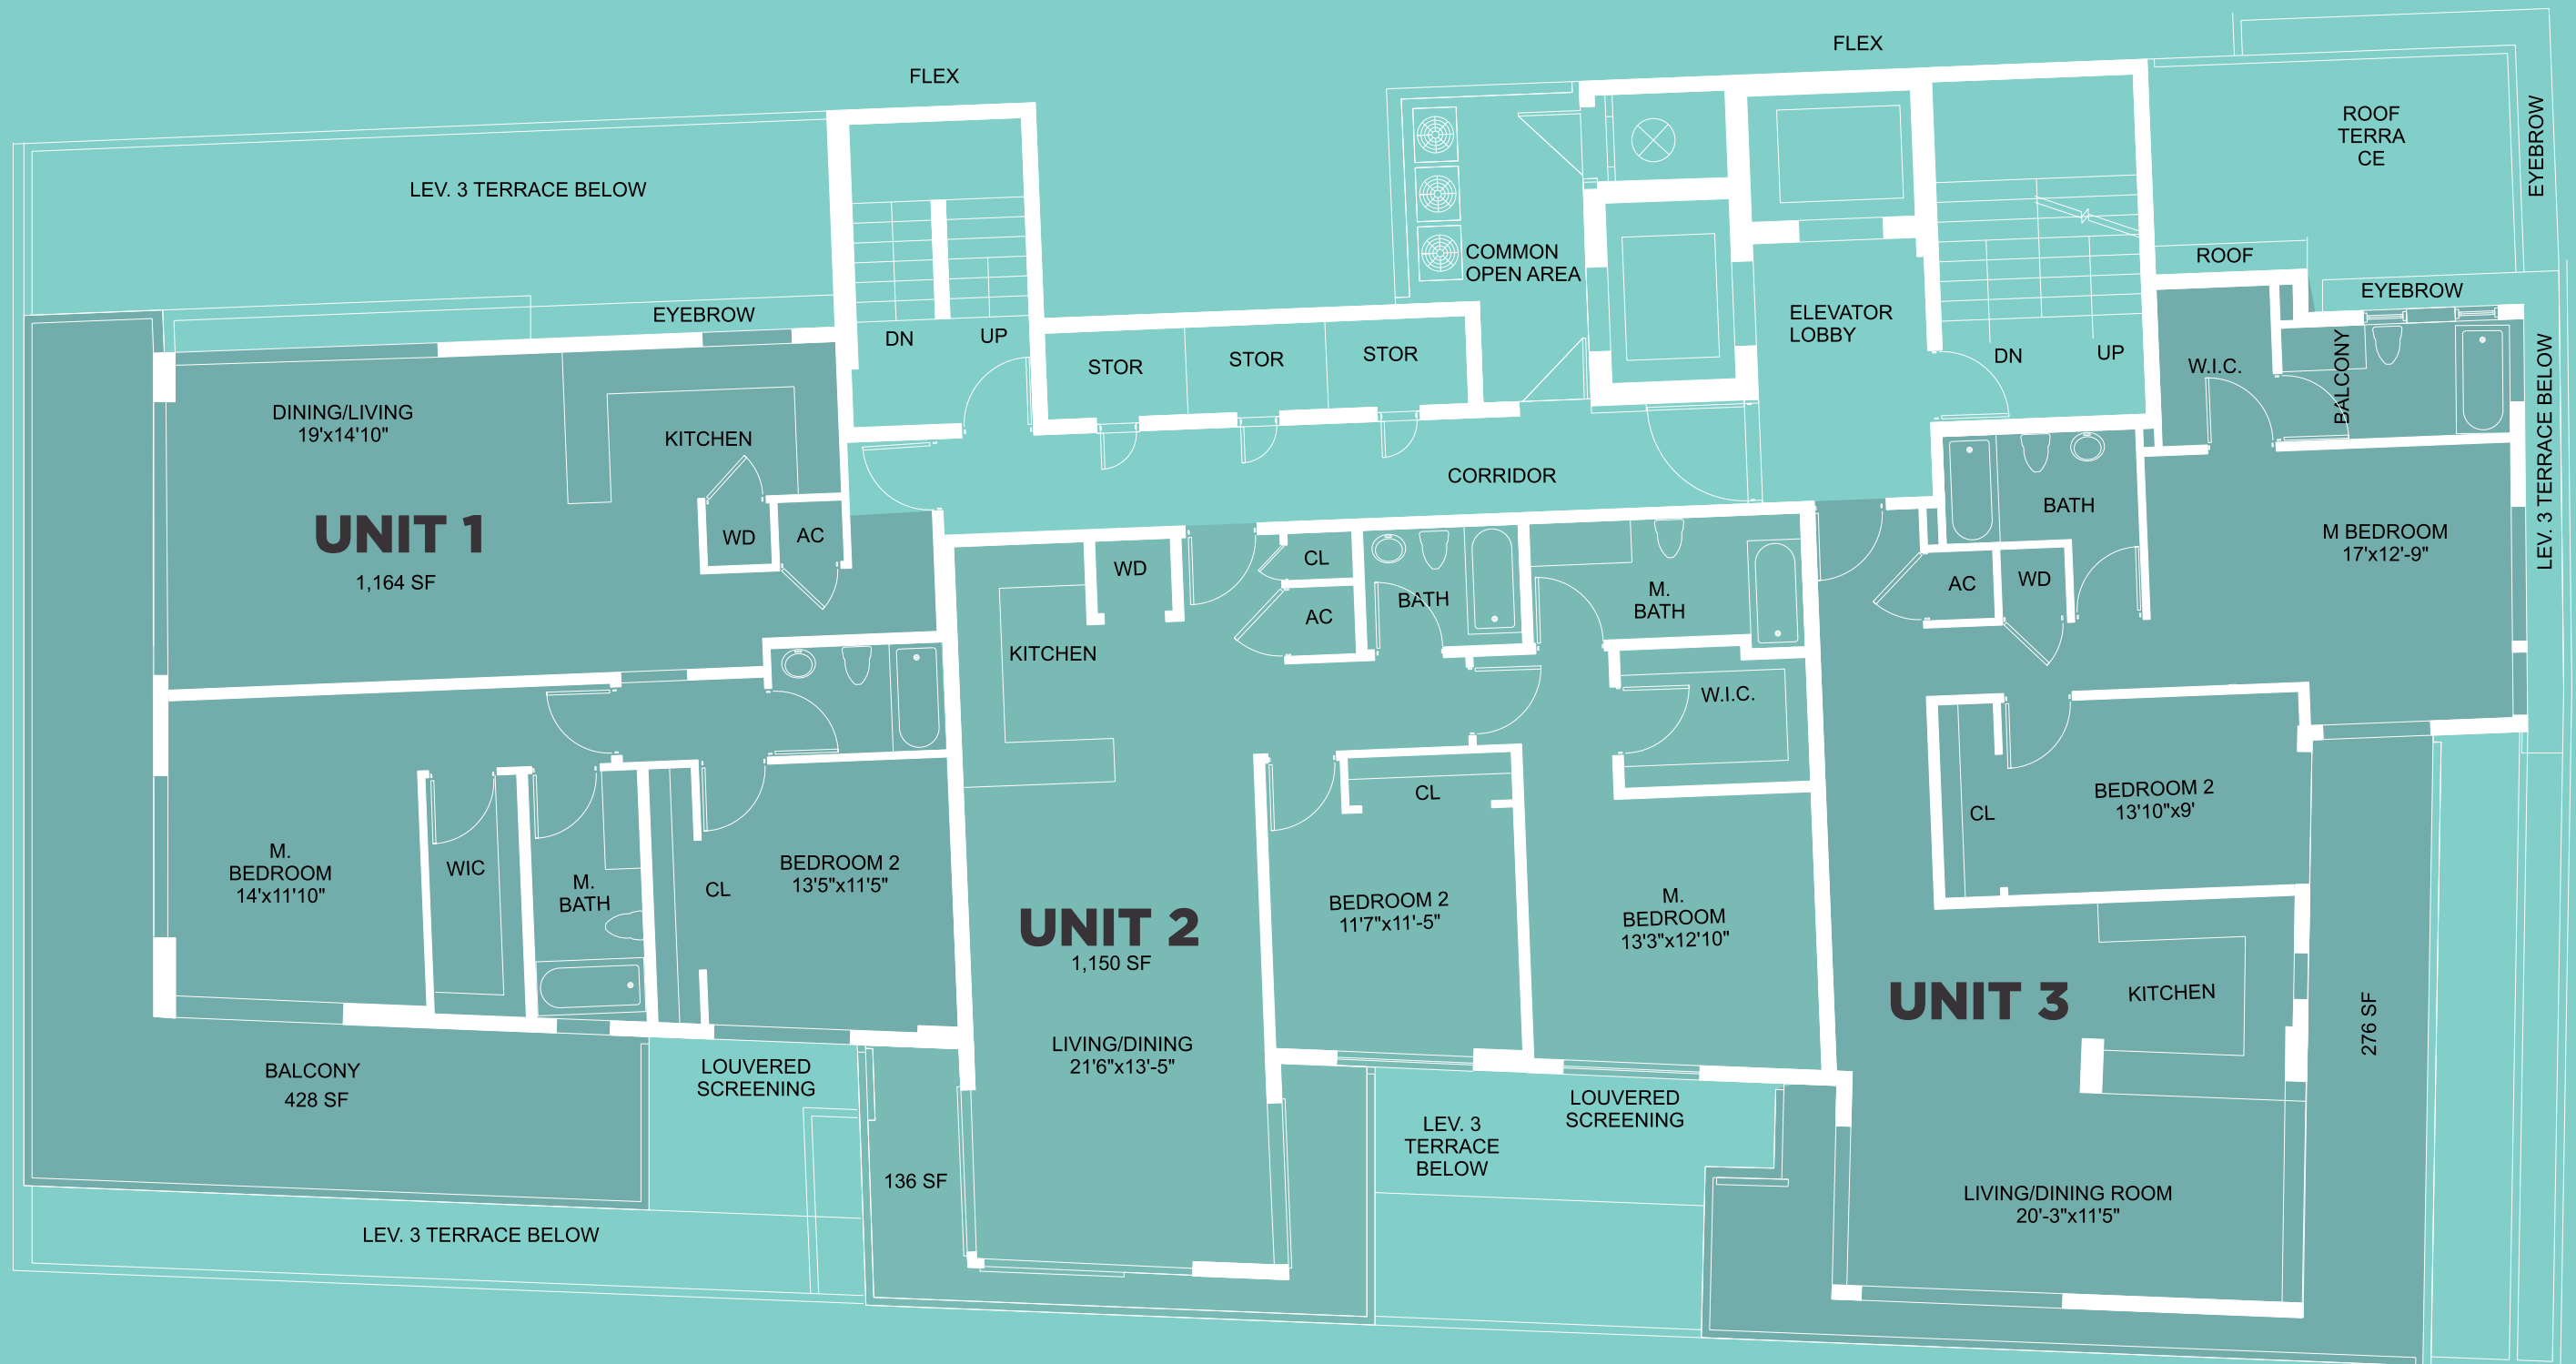 FLEX
FLEX
LEV. 3 TERRACE BELOW
EYEBROW
DN
UP
STOR
STOR
STOR
COMMON
OPEN AREA
ELEVATOR
LOBBY
DN
UP
ROOF
TERRA
CE
EYEBROW
ROOF
EYEBROW
W.I.C.
BALCONY
LEV. 3 TERRACE BELOW
CORRIDOR
DINING/LIVING
19'x14'10"
KITCHEN
WD
AC
UNIT 1
1,164 SF
M.
BEDROOM
14'x11'10"
WIC
M.
BATH
CL
BEDROOM 2
13'5"x11'5"
BALCONY
428 SF
LOUVERED
SCREENING
LEV. 3 TERRACE BELOW
WD
CL
AC
BATH
M.
BATH
KITCHEN
W.I.C.
CL
UNIT 2
1,150 SF
BEDROOM 2
11'7"x11'-5"
M.
BEDROOM
13'3"x12'10"
LIVING/DINING
21'6"x13'-5"
136 SF
LEV. 3
TERRACE
BELOW
LOUVERED
SCREENING
BATH
AC
WD
M BEDROOM
17'x12'-9"
BEDROOM 2
13'10"x9'
CL
UNIT 3
KITCHEN
276 SF
LIVING/DINING ROOM
20'-3"x11'5"